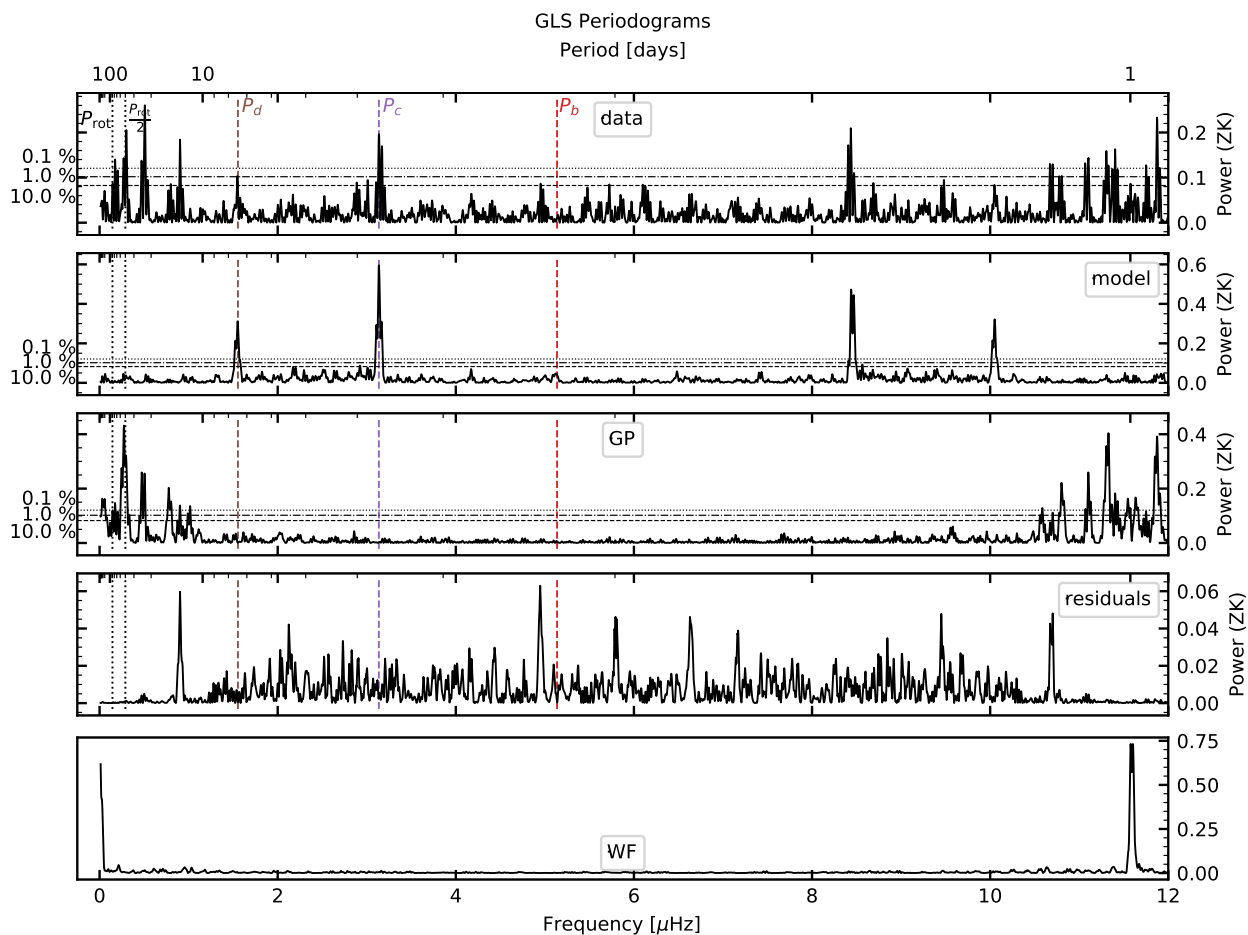 GLS Periodograms
Period [days]
100 10 1
P_rot P_rot/2 P_d P_c P_b data
0.1 %
1.0 %
10.0 %
0.2
0.1
0.0
Power (ZK)
model
0.1 %
1.0 %
10.0 %
0.6
0.4
0.2
0.0
Power (ZK)
GP
0.1 %
1.0 %
10.0 %
0.4
0.2
0.0
Power (ZK)
residuals
0.06
0.04
0.02
0.00
Power (ZK)
WF
0.75
0.50
0.25
0.00
0 2 4 6 8 10 12
Frequency [μHz]